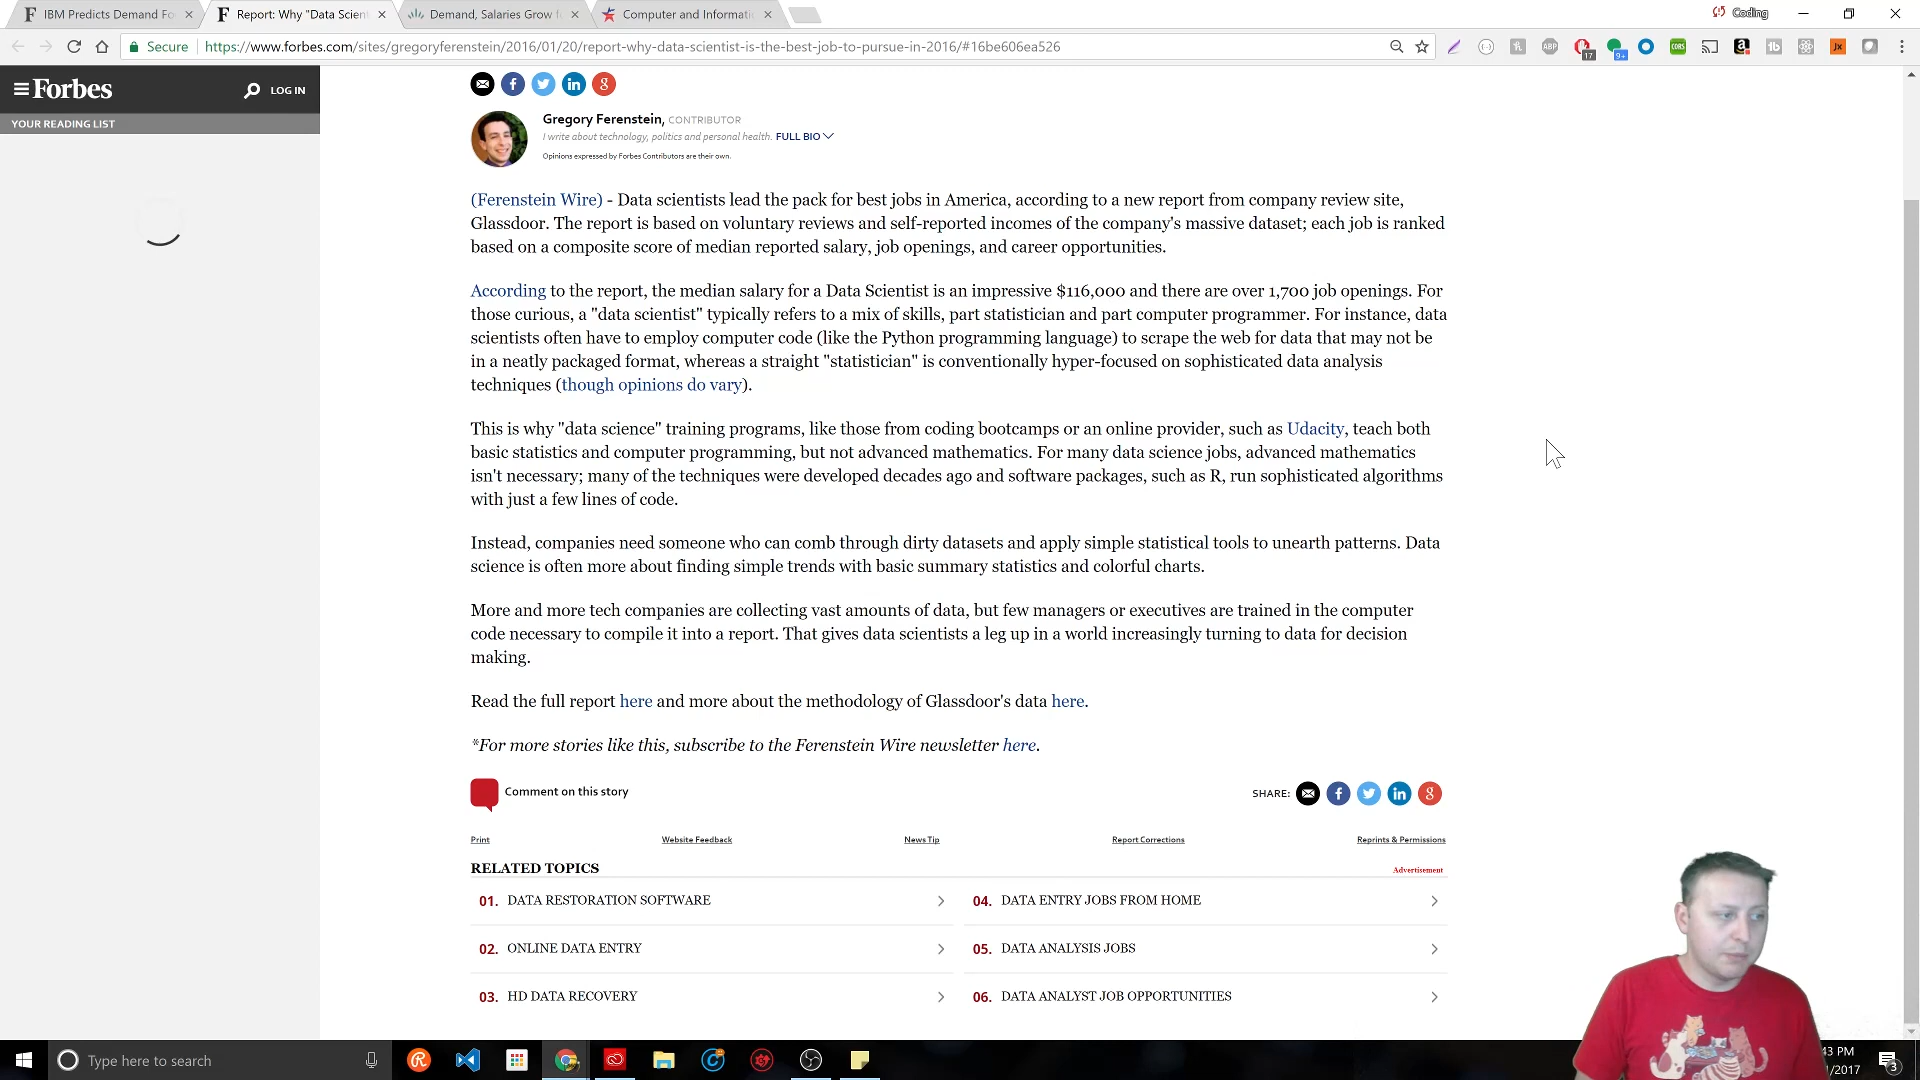 IBM Predicts Demand Fo
Report: Why "Data Scient
Demand, Salaries Grow f
Computer and Informatio
Coding
Secure
https://www.forbes.com/sites/gregoryferenstein/2016/01/20/report-why-data-scientist-is-the-best-job-to-pursue-in-2016/#16be606ea526
ABP
17
9+
CORS
Forbes
LOG IN
YOUR READING LIST
Gregory Ferenstein, CONTRIBUTOR
I write about technology, politics and personal health. FULL BIO
Opinions expressed by Forbes Contributors are their own.
(Ferenstein Wire) - Data scientists lead the pack for best jobs in America, according to a new report from company review site,
Glassdoor. The report is based on voluntary reviews and self-reported incomes of the company's massive dataset; each job is ranked
based on a composite score of median reported salary, job openings, and career opportunities.
According to the report, the median salary for a Data Scientist is an impressive $116,000 and there are over 1,700 job openings. For
those curious, a "data scientist" typically refers to a mix of skills, part statistician and part computer programmer. For instance, data
scientists often have to employ computer code (like the Python programming language) to scrape the web for data that may not be
in a neatly packaged format, whereas a straight "statistician" is conventionally hyper-focused on sophisticated data analysis
techniques (though opinions do vary).
This is why "data science" training programs, like those from coding bootcamps or an online provider, such as Udacity, teach both
basic statistics and computer programming, but not advanced mathematics. For many data science jobs, advanced mathematics
isn't necessary; many of the techniques were developed decades ago and software packages, such as R, run sophisticated algorithms
with just a few lines of code.
Instead, companies need someone who can comb through dirty datasets and apply simple statistical tools to unearth patterns. Data
science is often more about finding simple trends with basic summary statistics and colorful charts.
More and more tech companies are collecting vast amounts of data, but few managers or executives are trained in the computer
code necessary to compile it into a report. That gives data scientists a leg up in a world increasingly turning to data for decision
making.
Read the full report here and more about the methodology of Glassdoor's data here.
*For more stories like this, subscribe to the Ferenstein Wire newsletter here.
Comment on this story
SHARE:
Print
Website Feedback
News Tip
Report Corrections
Reprints & Permissions
RELATED TOPICS
Advertisement
01. DATA RESTORATION SOFTWARE
04. DATA ENTRY JOBS FROM HOME
02. ONLINE DATA ENTRY
05. DATA ANALYSIS JOBS
03. HD DATA RECOVERY
06. DATA ANALYST JOB OPPORTUNITIES
Type here to search
43 PM
/2017
3